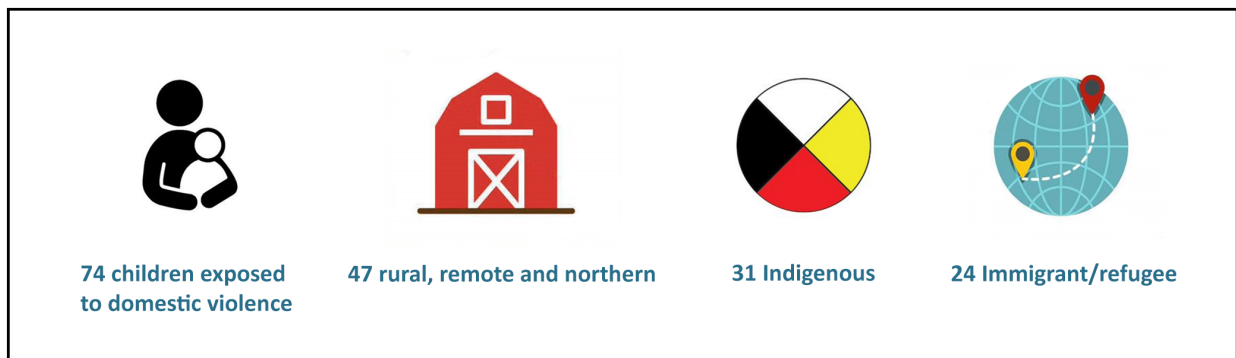 74 children exposed
to domestic violence
47 rural, remote and northern
31 Indigenous
24 Immigrant/refugee